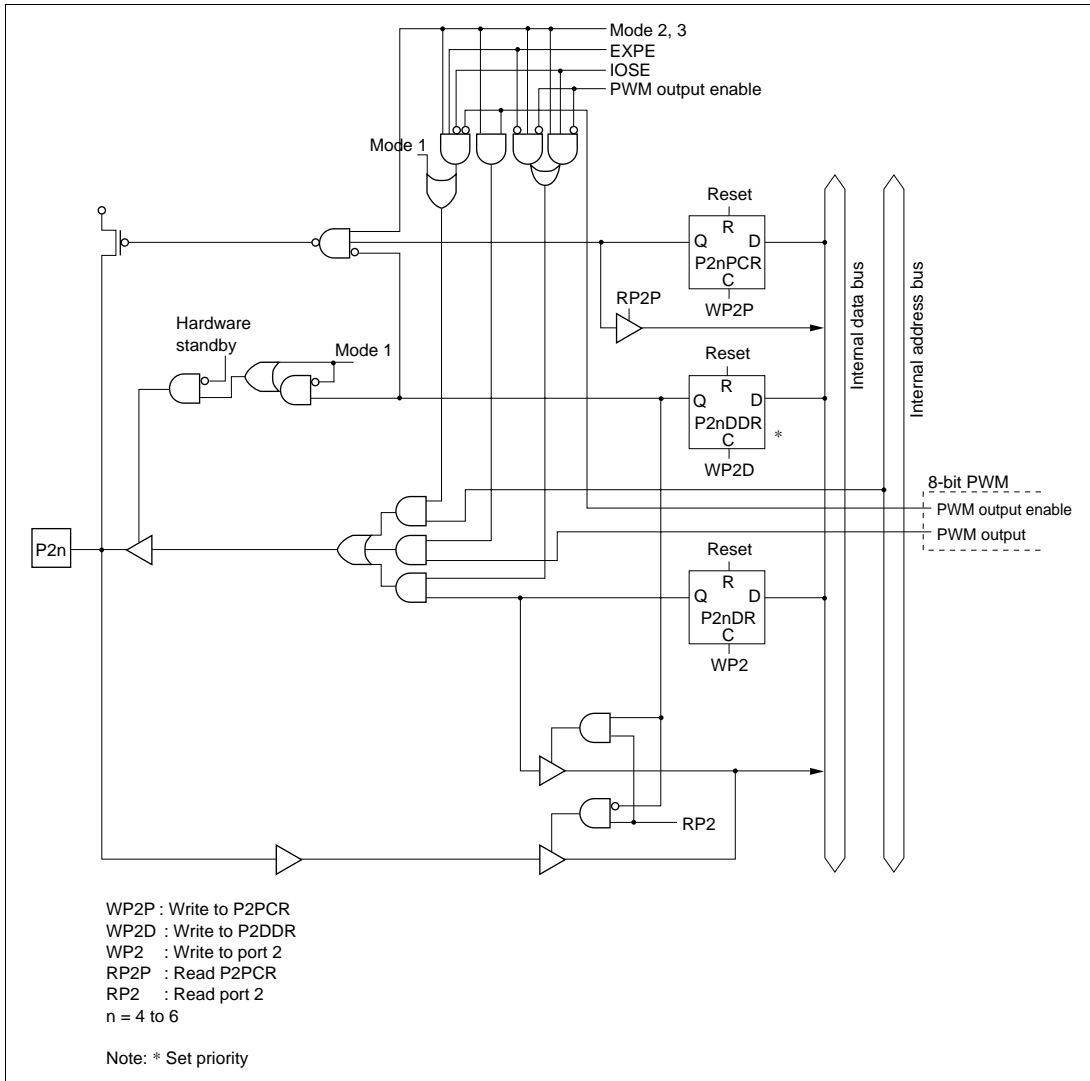 Mode 2, 3
EXPE
IOSE
PWM output enable
Mode 1
Reset
R
Q D
P2nPCR
C
WP2P
RP2P
Hardware
standby
Mode 1
Reset
R
Q D
P2nDDR
C
*
WP2D
Internal data bus
Internal address bus
8-bit PWM
PWM output enable
PWM output
P2n
Reset
R
Q D
P2nDR
C
WP2
RP2
WP2P : Write to P2PCR
WP2D : Write to P2DDR
WP2 : Write to port 2
RP2P : Read P2PCR
RP2 : Read port 2
n = 4 to 6
Note: * Set priority